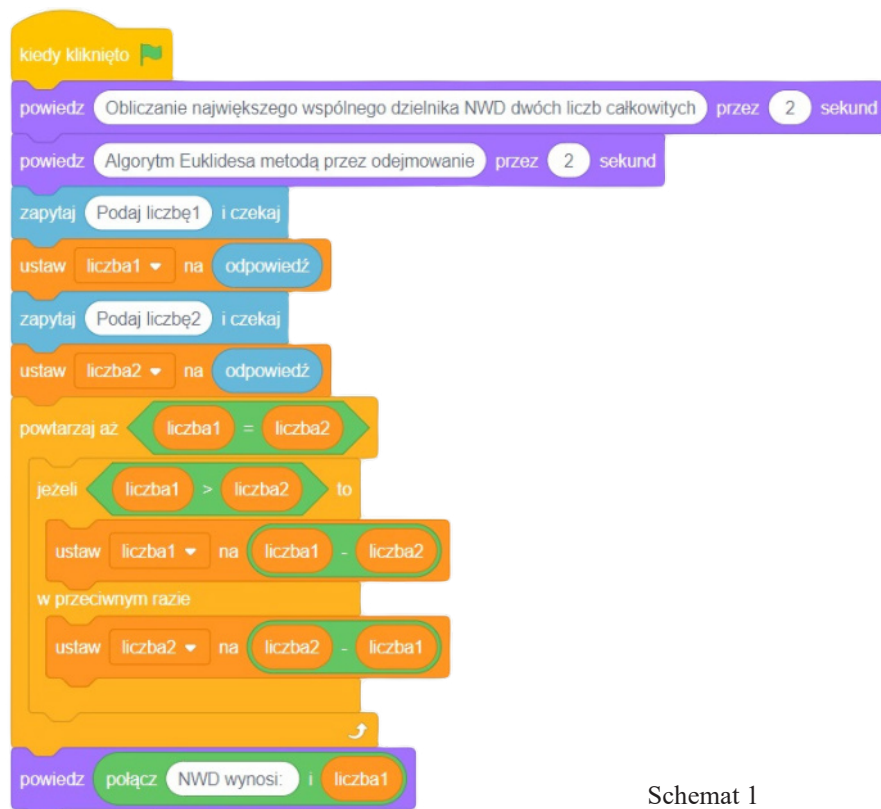 kiedy kliknięto
powiedz Obliczanie największego wspólnego dzielnika NWD dwóch liczb całkowitych przez 2 sekund
powiedz Algorytm Euklidesa metodą przez odejmowanie przez 2 sekund
zapytaj Podaj liczbę1 i czekaj
ustaw liczba1 na odpowiedź
zapytaj Podaj liczbę2 i czekaj
ustaw liczba2 na odpowiedź
powtarzaj aż liczba1 = liczba2
jeżeli liczba1 > liczba2 to
ustaw liczba1 na liczba1 - liczba2
w przeciwnym razie
ustaw liczba2 na liczba2 - liczba1
powiedz połącz NWD wynosi: i liczba1
Schemat 1